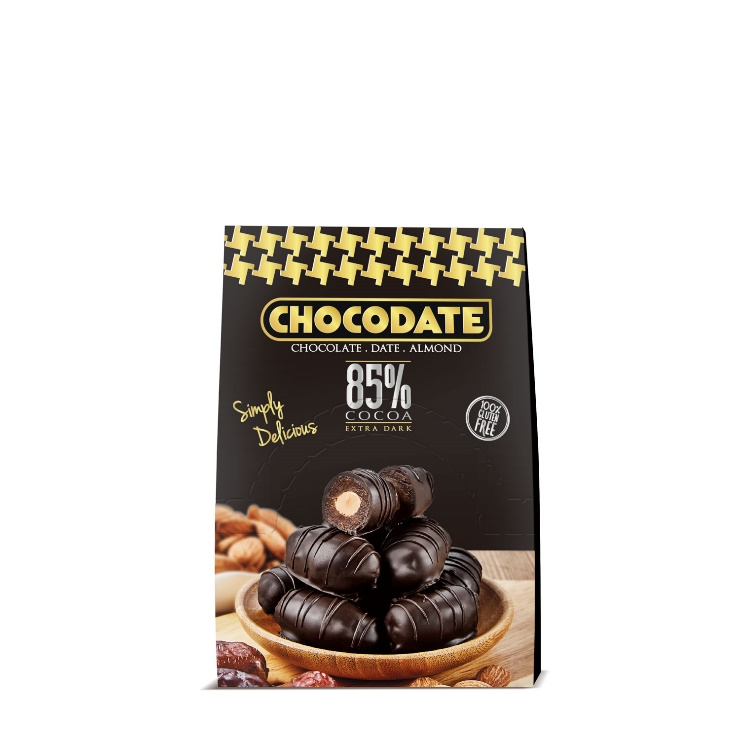 CHOCODATE
CHOCOLATE . DATE . ALMOND
85%
COCOA
EXTRA DARK
Simply
Delicious
100%
GLUTEN
FREE